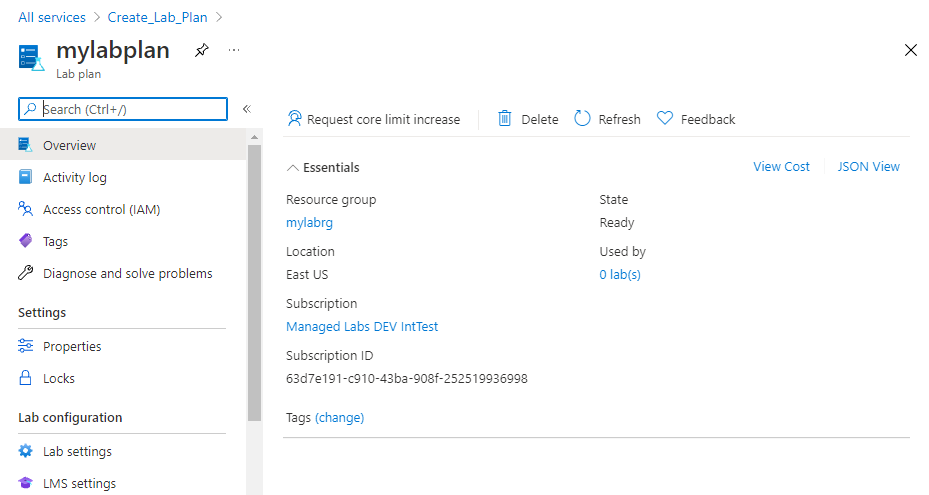 All services > Create_Lab_Plan >
mylabplan
Lab plan
Search (Ctrl+/)
Overview
Activity log
Access control (IAM)
Tags
Diagnose and solve problems
Settings
Properties
Locks
Lab configuration
Lab settings
LMS settings
Request core limit increase
Delete
Refresh
Feedback
Essentials
View Cost
JSON View
Resource group
mylabrg
Location
East US
Subscription
Managed Labs DEV IntTest
Subscription ID
63d7e191-c910-43ba-908f-252519936998
State
Ready
Used by
0 lab(s)
Tags (change)